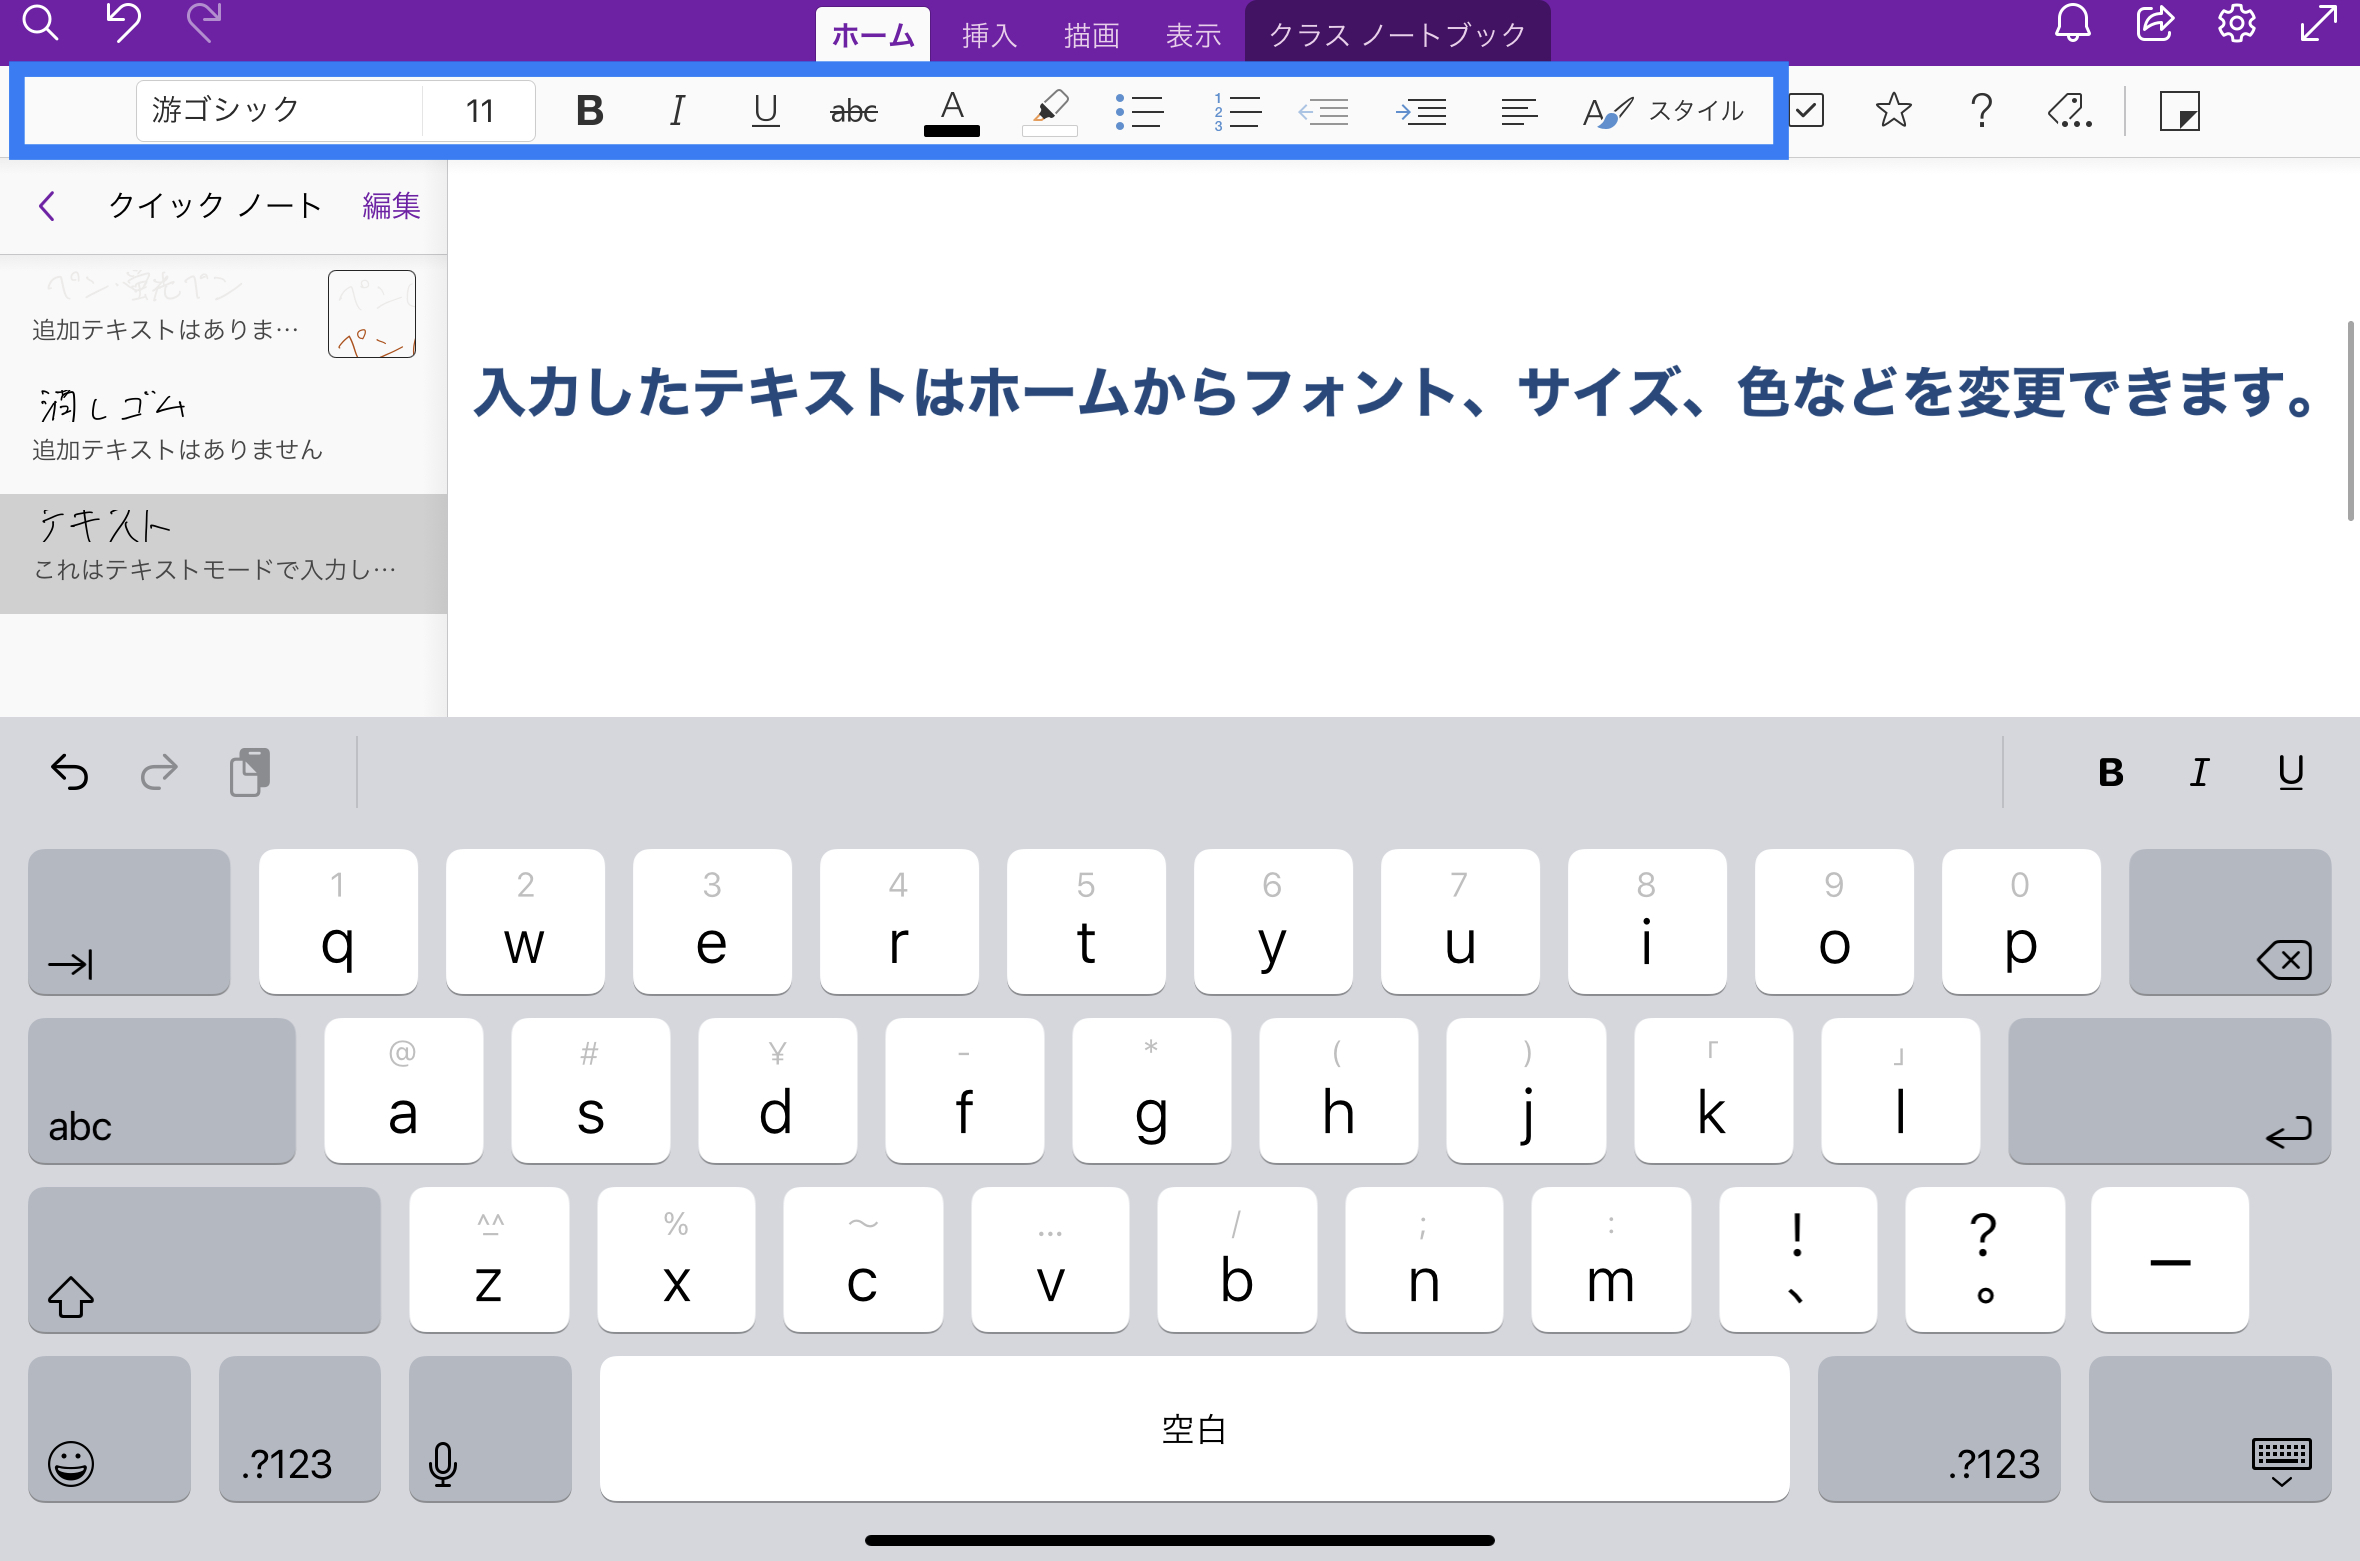 ホーム 挿入 描画 表示 クラス ノートブック
游ゴシック 11 B I U abc A 1 2 3 A スタイル ?
クイック ノート 編集
ペン・蛍光ペン
追加テキストはありま…
ペン
ペン
消しゴム
追加テキストはありません
テキスト
これはテキストモードで入力し…
入力したテキストはホームからフォント、サイズ、色などを変更できます。
B I U
1 2 3 4 5 6 7 8 9 0
q w e r t y u i o p
@ # ¥ - * ( ) 「 」
abc a s d f g h j k l
^^ % 〜 … / ; : ! ?
z x c v b n m 、 。 ー
.?123 空白 .?123